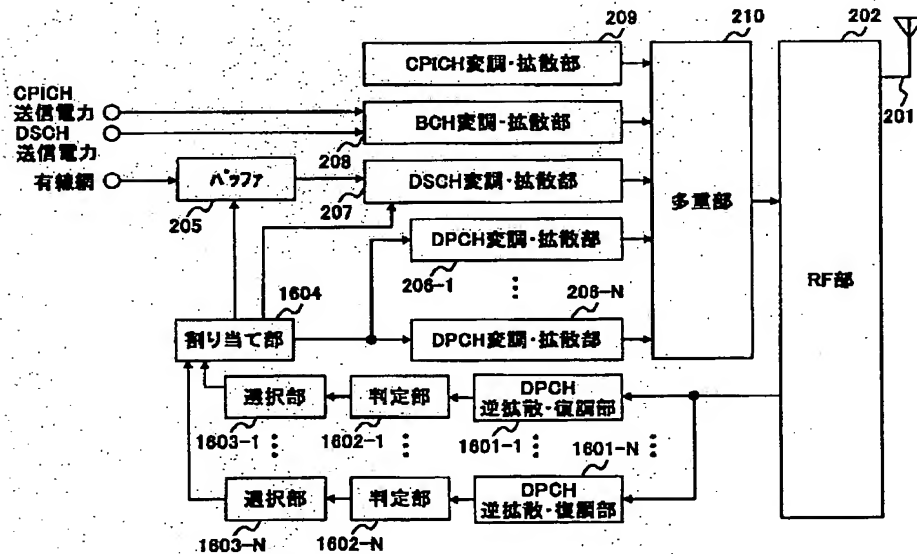 209
210
202
CPICH変調・拡散部
CPICH
送信電力
DSCH
送信電力
BCH変調・拡散部
201
208
有線網
バッファ
DSCH変調・拡散部
多重部
205
207
DPCH変調・拡散部
206-1
RF部
1604
206-N
割り当て部
DPCH変調・拡散部
選択部
判定部
DPCH
逆拡散・復調部
1603-1
1602-1
1601-1
1601-N
選択部
判定部
DPCH
逆拡散・復調部
1603-N
1602-N